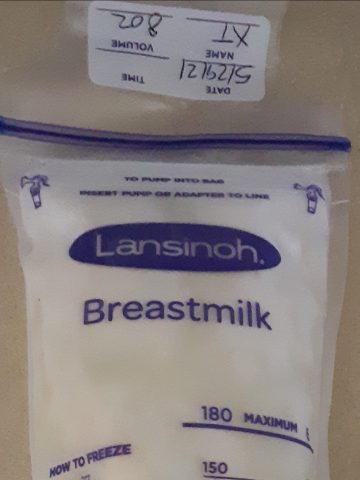 DATE TIME
5/29/21
NAME VOLUME
XT 8oz
TO PUMP INTO BAG
INSERT PUMP OR ADAPTER TO LINE
Lansinoh.
Breastmilk
180 MAXIMUM
HOW TO FREEZE
150